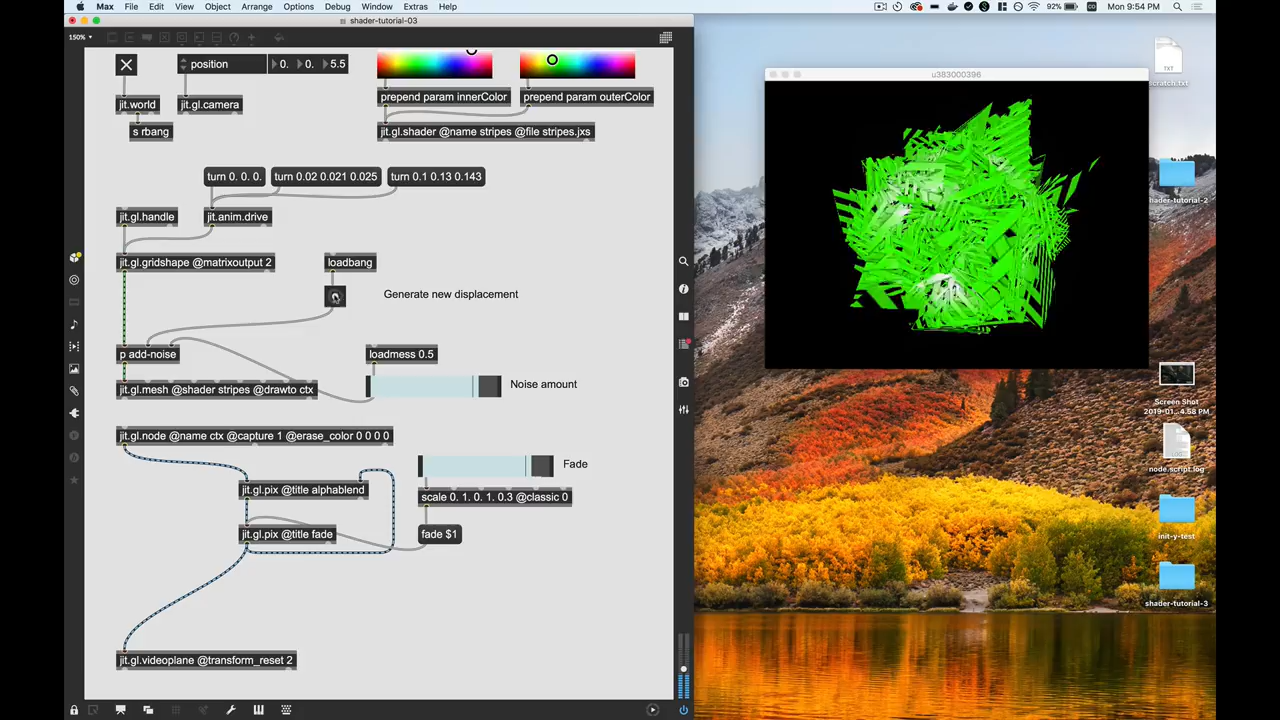 Max File Edit View Object Arrange Options Debug Window Extras Help
92% Mon 9:54 PM
shader-tutorial-03
150%
position 0. 0. 5.5
jit.world
jit.gl.camera
prepend param innerColor
prepend param outerColor
s rbang
jit.gl.shader @name stripes @file stripes.jxs
turn 0. 0. 0.
turn 0.02 0.021 0.025
turn 0.1 0.13 0.143
jit.gl.handle
jit.anim.drive
jit.gl.gridshape @matrixoutput 2
loadbang
Generate new displacement
p add-noise
loadmess 0.5
jit.gl.mesh @shader stripes @drawto ctx
Noise amount
jit.gl.node @name ctx @capture 1 @erase_color 0 0 0 0
Fade
jit.gl.pix @title alphablend
scale 0. 1. 0. 1. 0.3 @classic 0
jit.gl.pix @title fade
fade $1
jit.gl.videoplane @transform_reset 2
u383000396
TXT
scratch.txt
shader-tutorial-2
Screen Shot
2019-01...4.58 PM
node.script.log
init-y-test
shader-tutorial-3